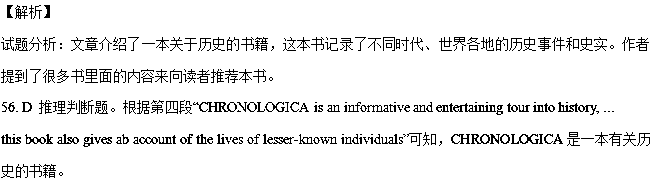 【解析】
试题分析：文章介绍了一本关于历史的书籍，这本书记录了不同时代、世界各地的历史事件和史实。作者
提到了很多书里面的内容来向读者推荐本书。
56. D 推理判断题。根据第四段“CHRONOLOGICA is an informative and entertaining tour into history, ...
this book also gives ab account of the lives of lesser-known individuals”可知，CHRONOLOGICA 是一本有关历
史的书籍。